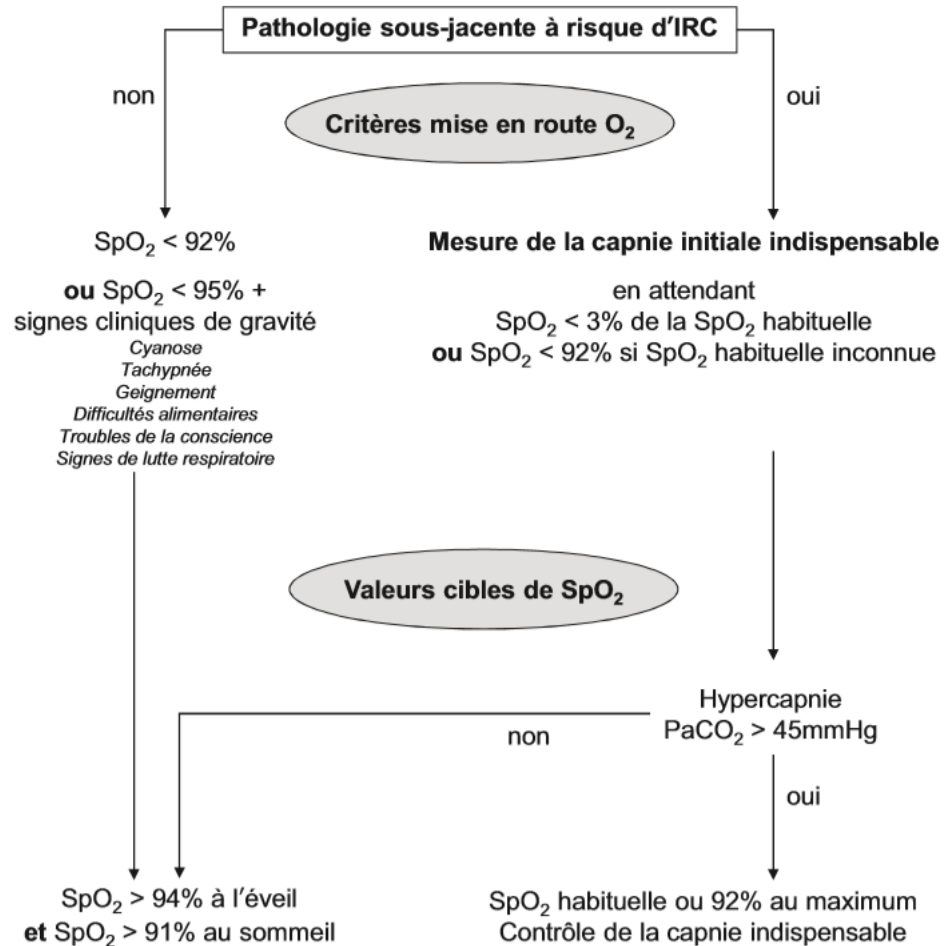 Pathologie sous-jacente à risque d’IRC
non
oui
Critères mise en route O₂
SpO₂ < 92%
ou SpO₂ < 95% +
signes cliniques de gravité
Cyanose
Tachypnée
Geignement
Difficultés alimentaires
Troubles de la conscience
Signes de lutte respiratoire
Mesure de la capnie initiale indispensable
en attendant
SpO₂ < 3% de la SpO₂ habituelle
ou SpO₂ < 92% si SpO₂ habituelle inconnue
Valeurs cibles de SpO₂
Hypercapnie
PaCO₂ > 45mmHg
non
oui
SpO₂ > 94% à l’éveil
et SpO₂ > 91% au sommeil
SpO₂ habituelle ou 92% au maximum
Contrôle de la capnie indispensable